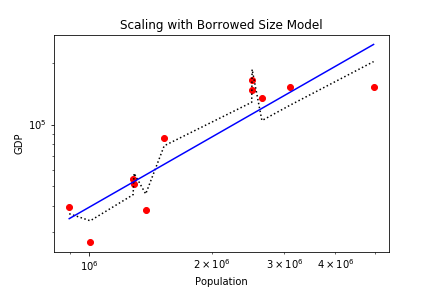 Scaling with Borrowed Size Model
GDP
10⁵
10⁶ 2 × 10⁶ 3 × 10⁶ 4 × 10⁶
Population